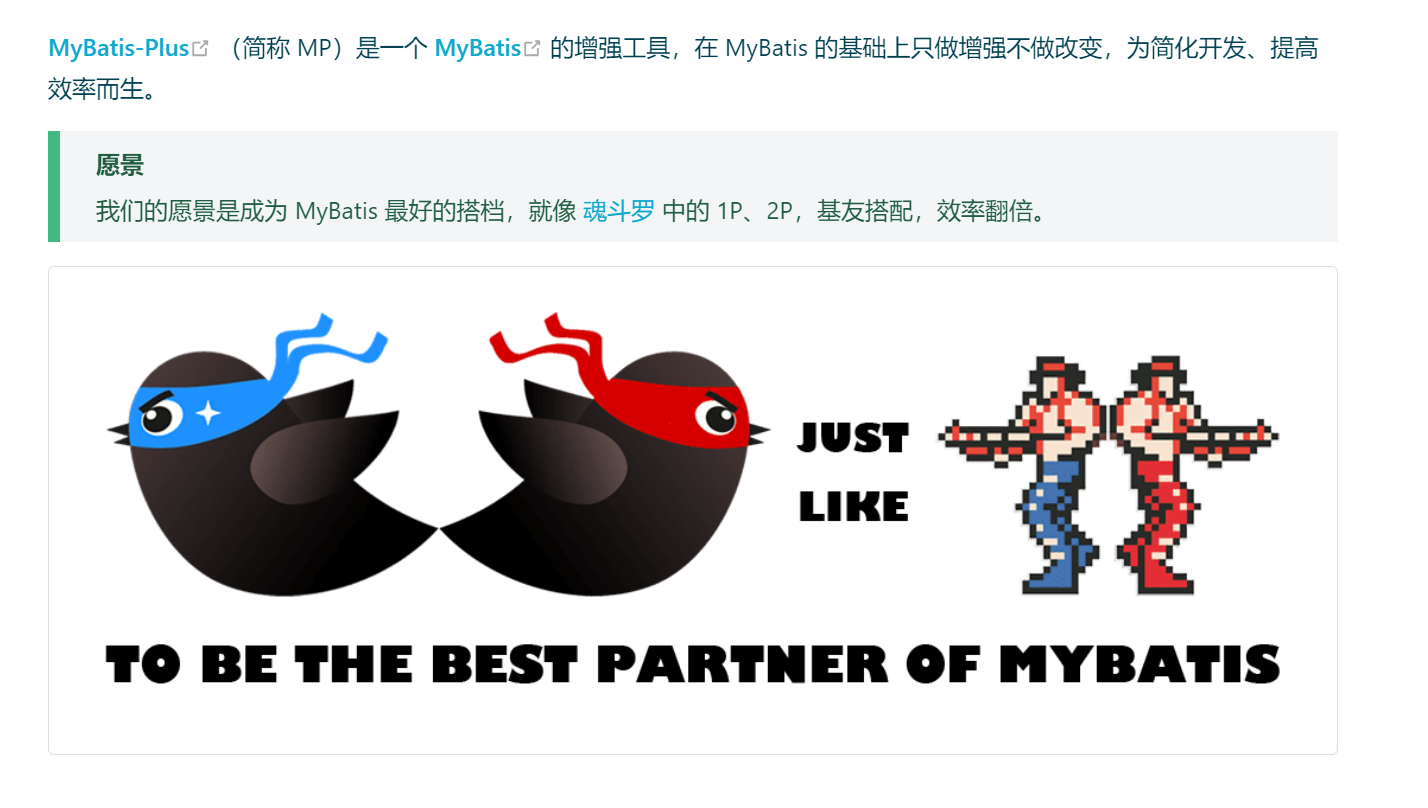 MyBatis-Plus （简称 MP）是一个 MyBatis 的增强工具，在 MyBatis 的基础上只做增强不做改变，为简化开发、提高
效率而生。
愿景
我们的愿景是成为 MyBatis 最好的搭档，就像 魂斗罗 中的 1P、2P，基友搭配，效率翻倍。
JUST
LIKE
TO BE THE BEST PARTNER OF MYBATIS